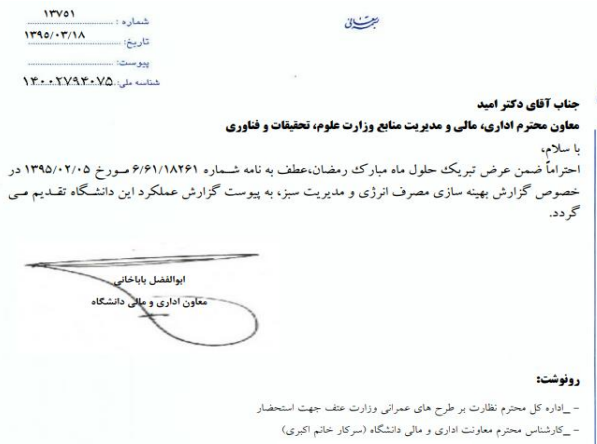 بسمه تعالی
شماره : ۱۳۷۵۱
تاریخ: ۱۳۹۵/۰۳/۱۸
پیوست:
شناسه ملی: ۱۴۰۰۲۷۹۴۰۷۵
جناب آقای دکتر امید
معاون محترم اداری، مالی و مدیریت منابع وزارت علوم، تحقیقات و فناوری
با سلام،
احتراماً ضمن عرض تبریک حلول ماه مبارک رمضان،عطف به نامه شماره ۶/۶۱/۱۸۲۶۱ مورخ ۱۳۹۵/۰۲/۰۵ در
خصوص گزارش بهینه سازی مصرف انرژی و مدیریت سبز، به پیوست گزارش عملکرد این دانشگاه تقدیم می
گردد.
ابوالفضل باباخانی
معاون اداری و مالی دانشگاه
رونوشت:
- _اداره کل محترم نظارت بر طرح های عمرانی وزارت عتف جهت استحضار
- _کارشناس محترم معاونت اداری و مالی دانشگاه (سرکار خانم اکبری)